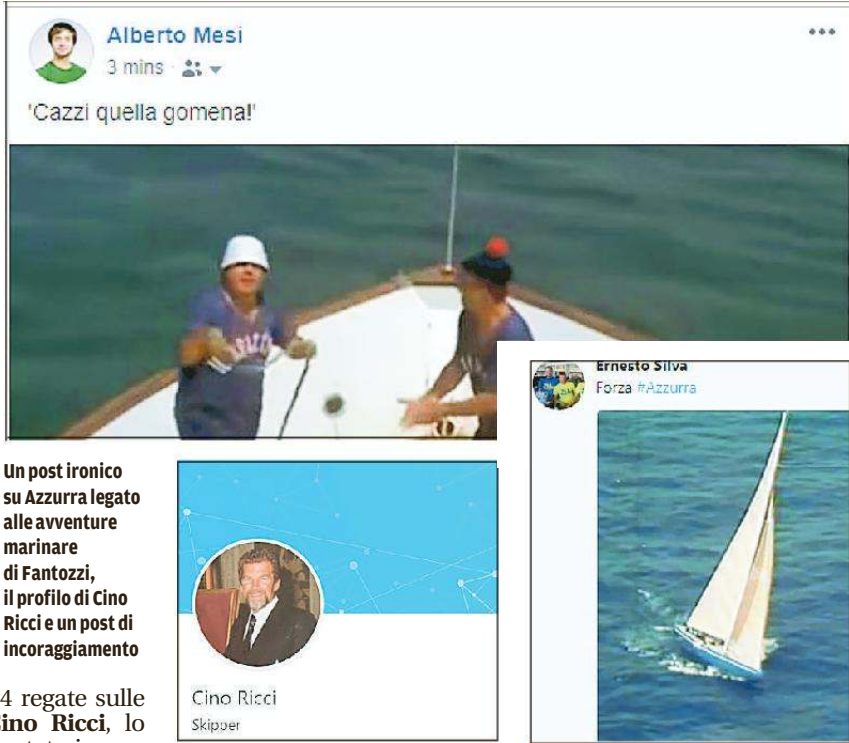 Alberto Mesi
3 mins
'Cazzi quella gomena!'
Ernesto Silva
Forza #Azzurra
Un post ironico
su Azzurra legato
alle avventure
marinare
di Fantozzi,
il profilo di Cino
Ricci e un post di
incoraggiamento
Cino Ricci
Skipper
4 regate sulle
ino Ricci, lo